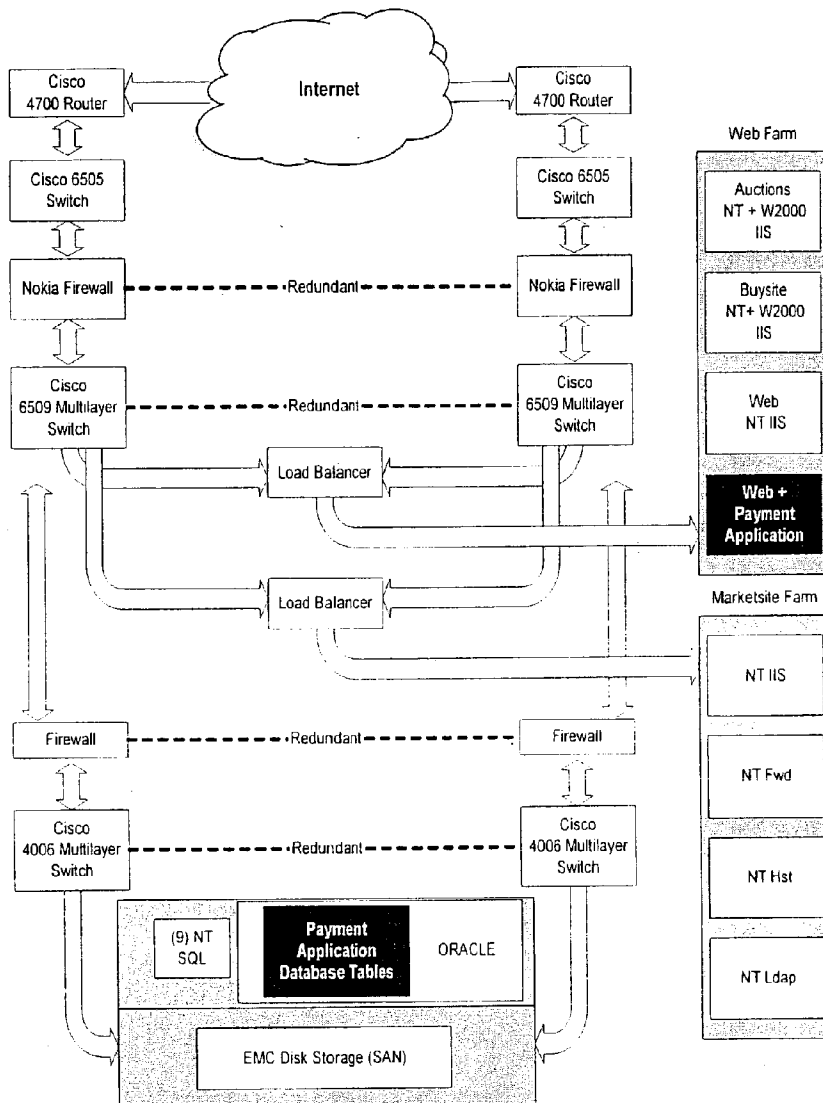 Internet
Cisco
4700 Router
Cisco
4700 Router
Cisco 6505
Switch
Cisco 6505
Switch
Nokia Firewall
Redundant
Nokia Firewall
Cisco
6509 Multilayer
Switch
Redundant
Cisco
6509 Multilayer
Switch
Load Balancer
Load Balancer
Firewall
Redundant
Firewall
Cisco
4006 Multilayer
Switch
Redundant
Cisco
4006 Multilayer
Switch
(9) NT
SQL
Payment
Application
Database Tables
ORACLE
EMC Disk Storage (SAN)
Web Farm
Auctions
NT + W2000
IIS
Buysite
NT+ W2000
IIS
Web
NT IIS
Web +
Payment
Application
Marketsite Farm
NT IIS
NT Fwd
NT Hst
NT Ldap